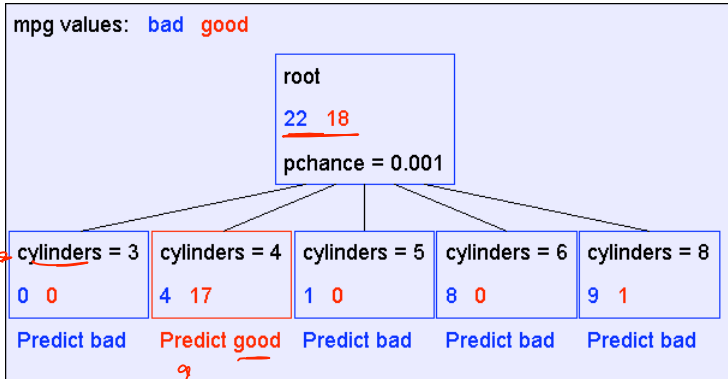 mpg values: bad good
root
22 18
pchance = 0.001
cylinders = 3 cylinders = 4 cylinders = 5 cylinders = 6 cylinders = 8
0 0 4 17 1 0 8 0 9 1
Predict bad Predict good Predict bad Predict bad Predict bad